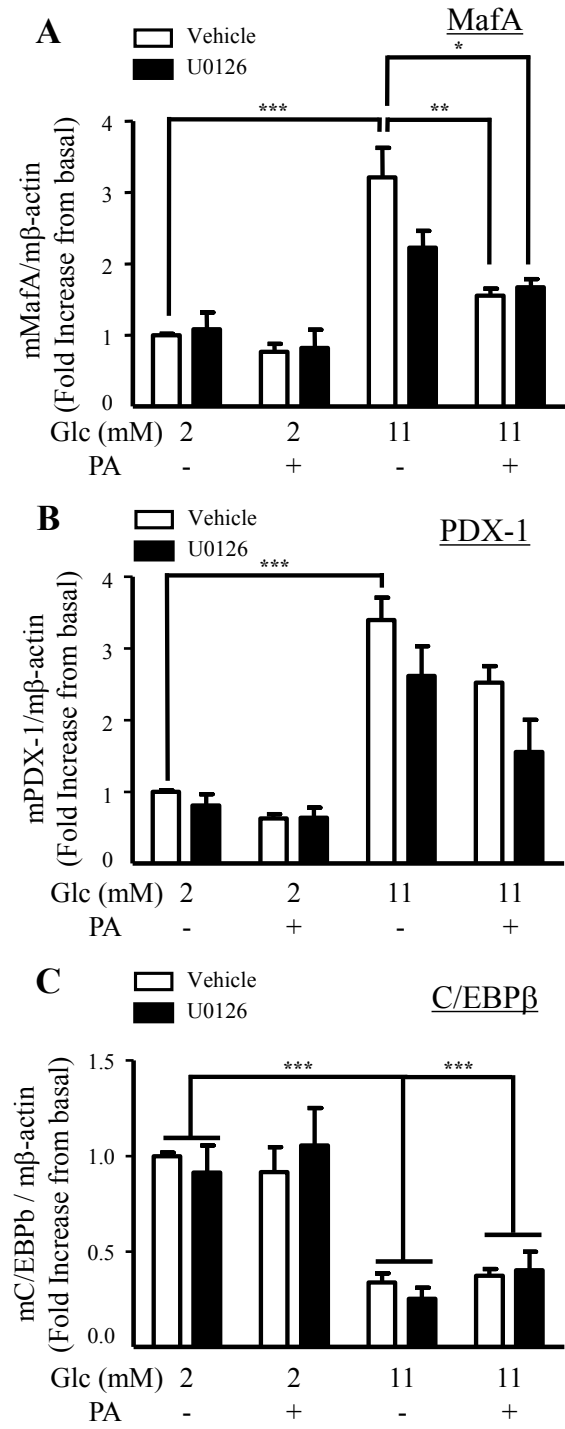 A
MafA
Vehicle
U0126
*
***
**
mMafA/mβ-actin
(Fold Increase from basal)
4
3
2
1
0
Glc (mM) 2 2 11 11
PA - + - +
B
PDX-1
Vehicle
U0126
***
mPDX-1/mβ-actin
(Fold Increase from basal)
4
3
2
1
0
Glc (mM) 2 2 11 11
PA - + - +
C
C/EBPβ
Vehicle
U0126
*** ***
mC/EBPb / mβ-actin
(Fold Increase from basal)
1.5
1.0
0.5
0.0
Glc (mM) 2 2 11 11
PA - + - +